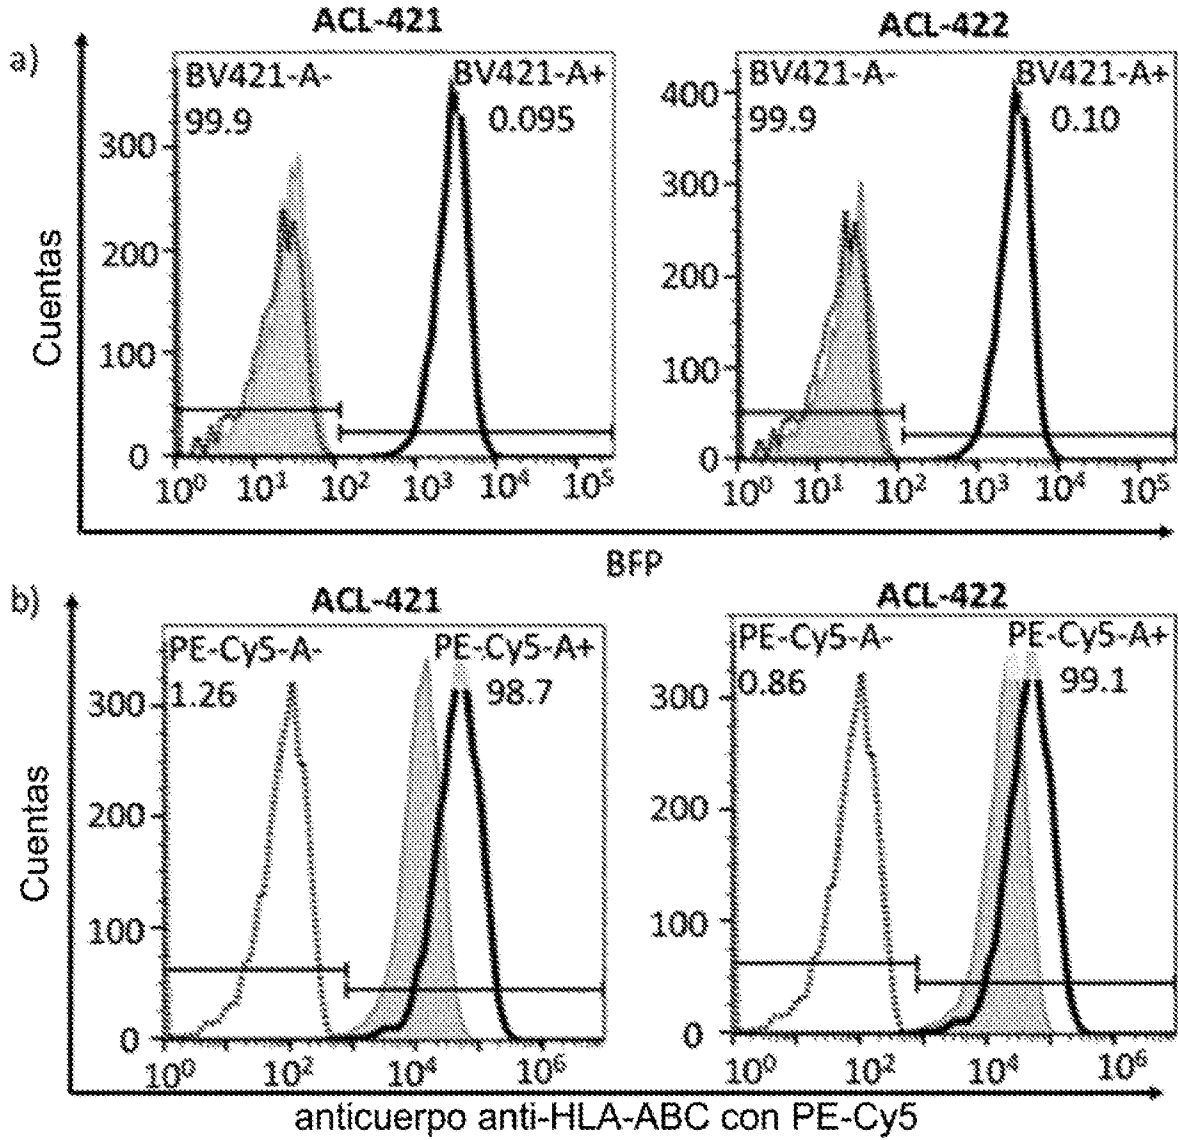 a)
ACL-421
ACL-422
BV421-A-
BV421-A+
99.9
0.095
BV421-A-
BV421-A+
99.9
0.10
Cuentas
300
200
100
0
10⁰ 10¹ 10² 10³ 10⁴ 10⁵
400
300
200
100
0
10⁰ 10¹ 10² 10³ 10⁴ 10⁵
BFP
b)
ACL-421
ACL-422
PE-Cy5-A-
PE-Cy5-A+
1.26
98.7
PE-Cy5-A-
PE-Cy5-A+
0.86
99.1
Cuentas
300
200
100
0
10⁰ 10² 10⁴ 10⁶
300
200
100
0
10⁰ 10² 10⁴ 10⁶
anticuerpo anti-HLA-ABC con PE-Cy5